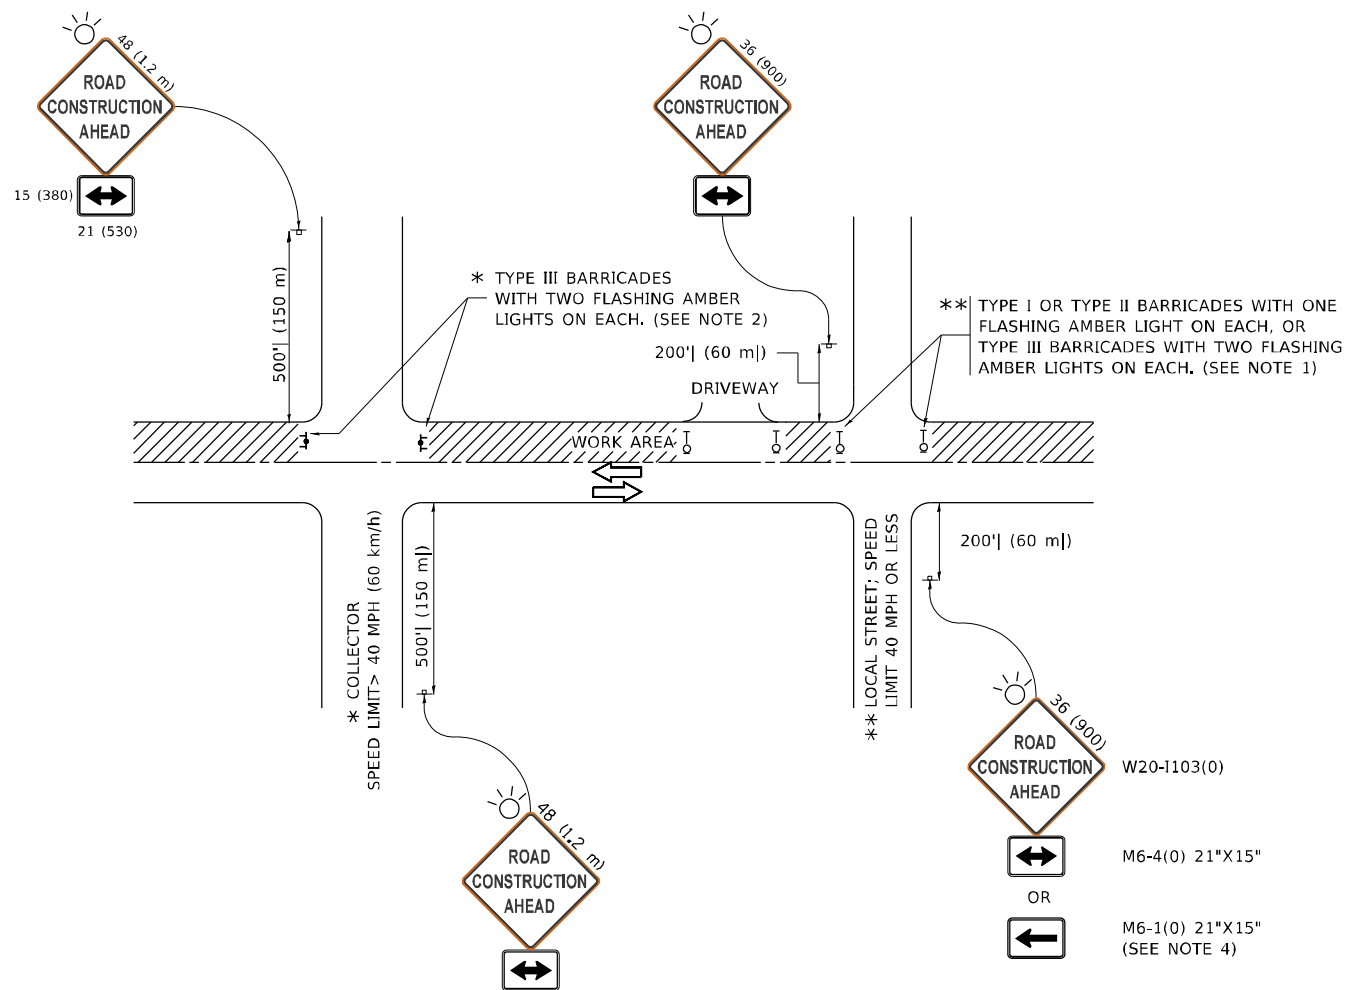 48 (1.2 m)
ROAD
CONSTRUCTION
AHEAD
15 (380)
21 (530)
36 (900)
ROAD
CONSTRUCTION
AHEAD
500'| (150 m)
* TYPE III BARRICADES
WITH TWO FLASHING AMBER
LIGHTS ON EACH. (SEE NOTE 2)
200'| (60 m|)
DRIVEWAY
** TYPE I OR TYPE II BARRICADES WITH ONE
FLASHING AMBER LIGHT ON EACH, OR
TYPE III BARRICADES WITH TWO FLASHING
AMBER LIGHTS ON EACH. (SEE NOTE 1)
WORK AREA
* COLLECTOR
SPEED LIMIT> 40 MPH (60 km/h)
500'| (150 m|)
** LOCAL STREET; SPEED
LIMIT 40 MPH OR LESS
200'| (60 m|)
48 (1.2 m)
ROAD
CONSTRUCTION
AHEAD
36 (900)
ROAD
CONSTRUCTION
AHEAD
W20-I103(0)
M6-4(0) 21"X15"
OR
M6-1(0) 21"X15"
(SEE NOTE 4)